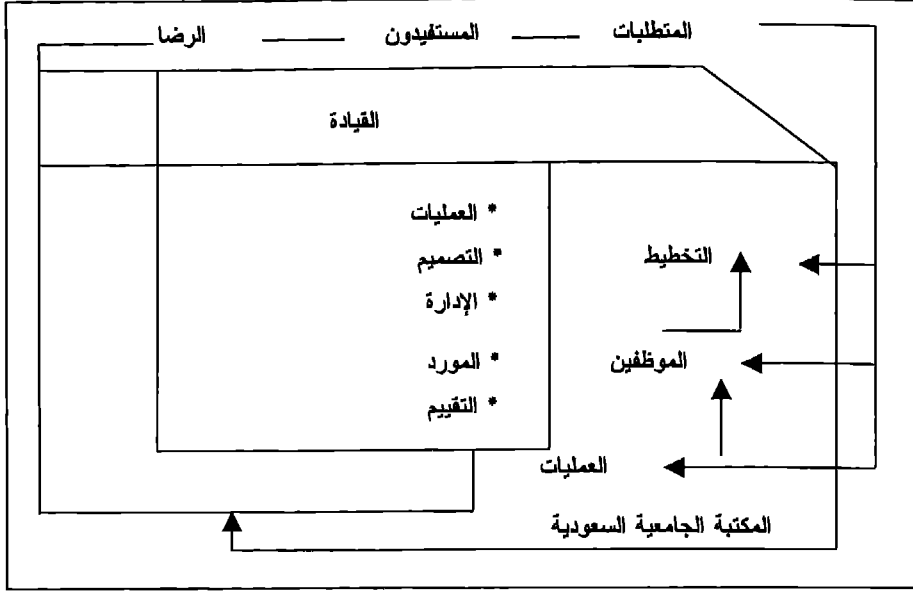 المتطلبات — المستفيدون — الرضا
القيادة
* العمليات
* التصميم
* الإدارة
* المورد
* التقييم
التخطيط
الموظفين
العمليات
المكتبة الجامعية السعودية